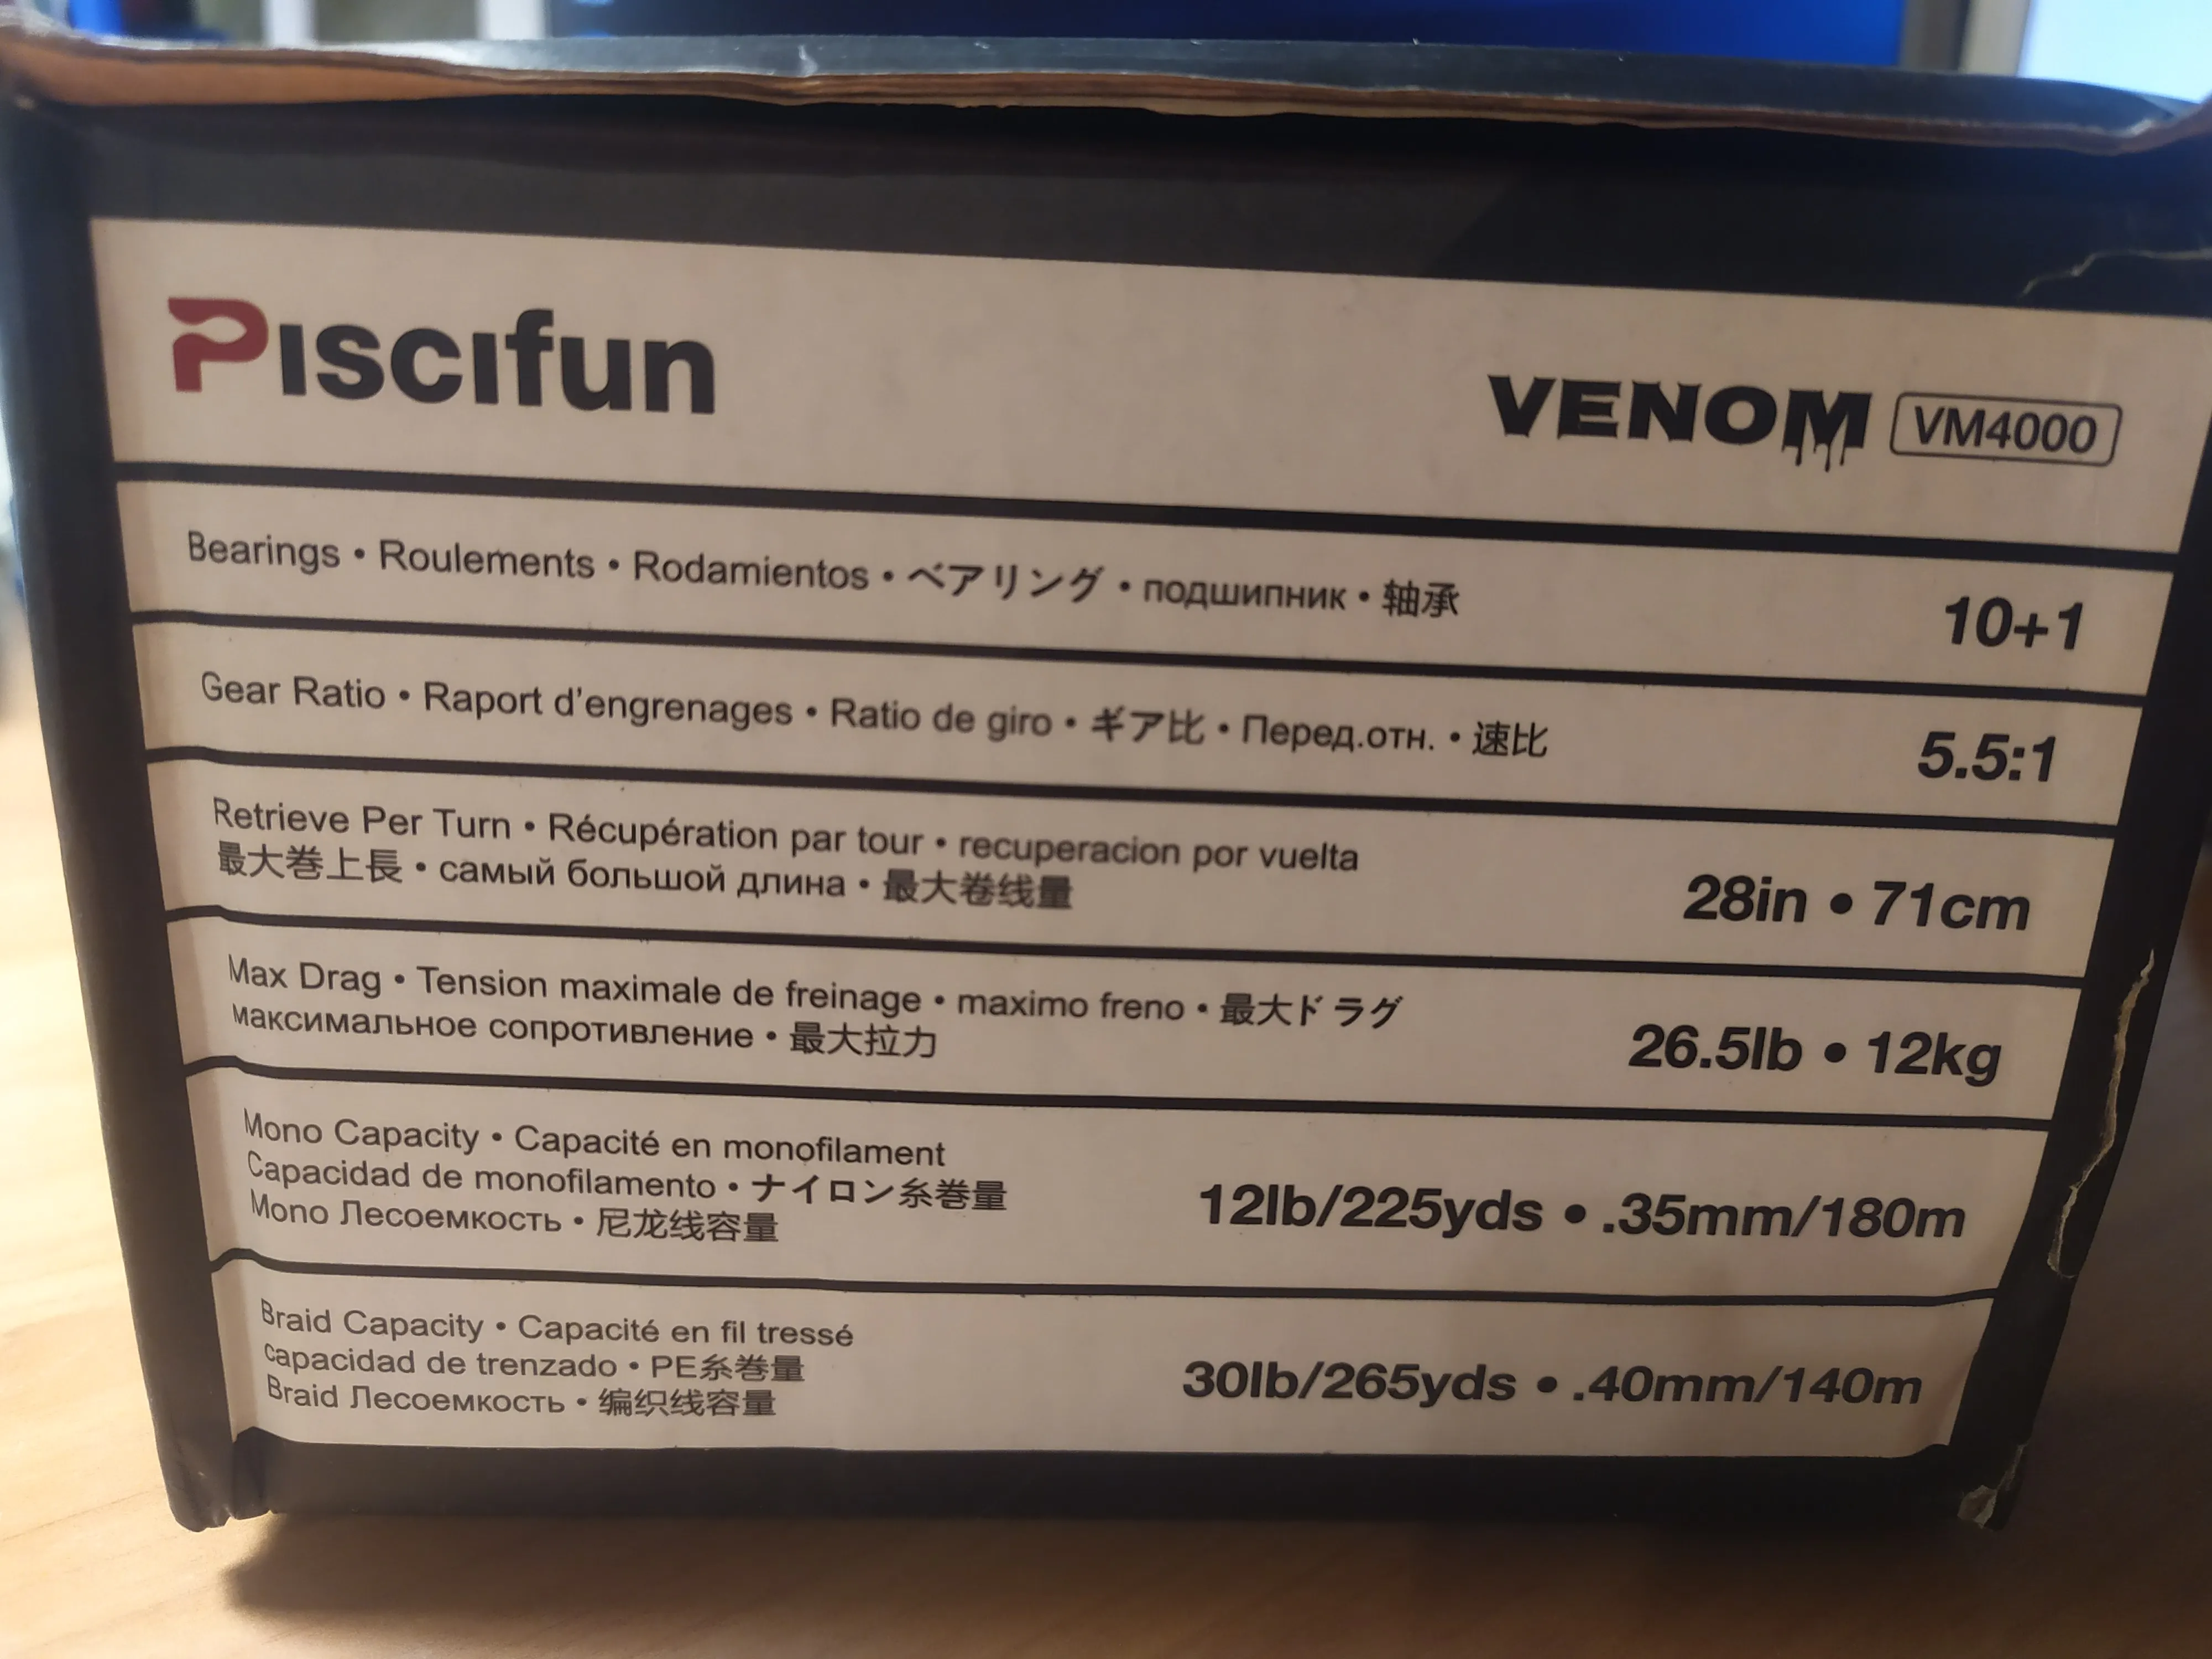 Piscifun
VENOM VM4000
Bearings • Roulements • Rodamientos • ベアリング • подшипник • 轴承
10+1
Gear Ratio • Raport d'engrenages • Ratio de giro • ギア比 • Перед.отн. • 速比
5.5:1
Retrieve Per Turn • Récupération par tour • recuperacion por vuelta
最大巻上長 • самый большой длина • 最大卷线量
28in • 71cm
Max Drag • Tension maximale de freinage • maximo freno • 最大ドラグ
максимальное сопротивление • 最大拉力
26.5lb • 12kg
Mono Capacity • Capacité en monofilament
Capacidad de monofilamento • ナイロン糸巻量
Mono Лесоемкость • 尼龙线容量
12lb/225yds • .35mm/180m
Braid Capacity • Capacité en fil tressé
capacidad de trenzado • PE糸巻量
Braid Лесоемкость • 编织线容量
30lb/265yds • .40mm/140m